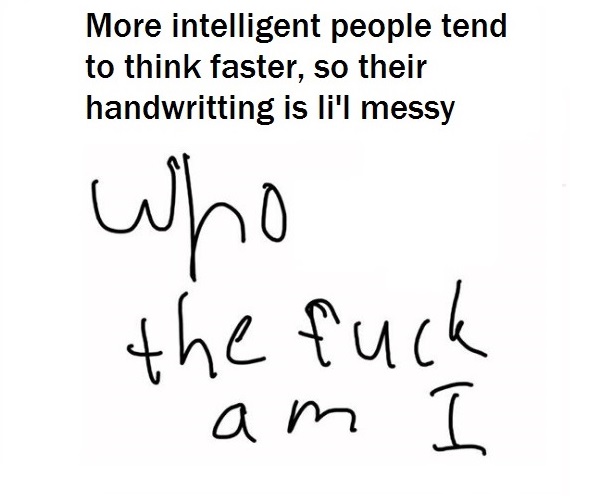 More intelligent people tend
to think faster, so their
handwritting is li'l messy
who
the fuck
am I